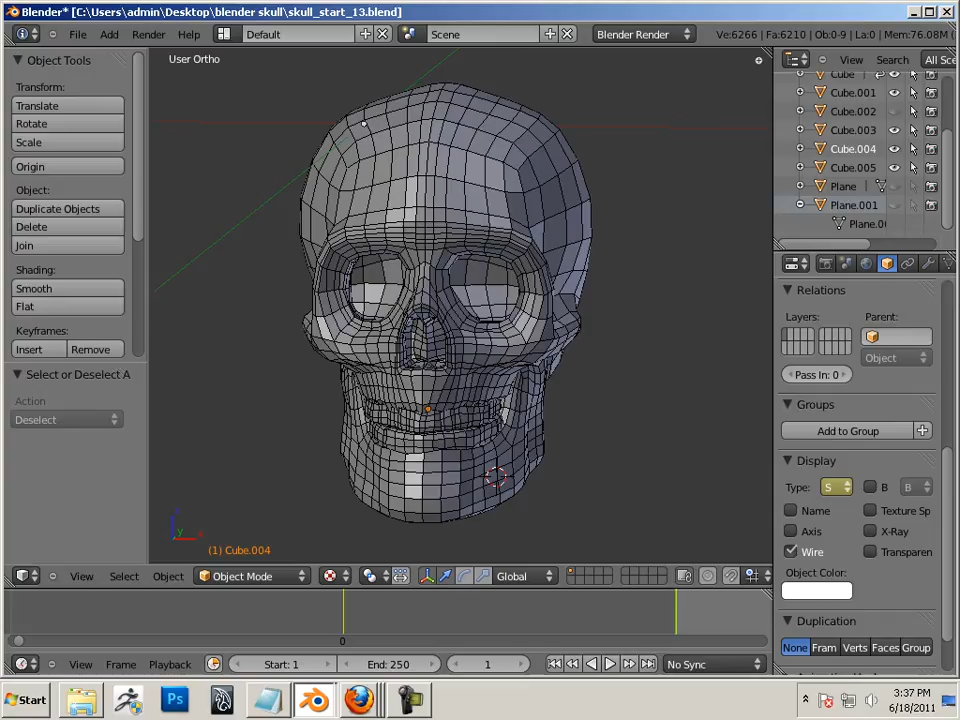 Blender* [C:\Users\admin\Desktop\blender skull\skull_start_13.blend]
File Add Render Help Default Scene Blender Render Ve:6266 | Fa:6210 | Ob:0-9 | La:0 | Mem:76.08M
Object Tools
Transform:
Translate
Rotate
Scale
Origin
Object:
Duplicate Objects
Delete
Join
Shading:
Smooth
Flat
Keyframes:
Insert Remove
Select or Deselect A
Action
Deselect
User Ortho
z
y
x
(1) Cube.004
View Search All Sce
Cube
Cube.001
Cube.002
Cube.003
Cube.004
Cube.005
Plane
Plane.001
Plane.0
Relations
Layers: Parent:
Object
Pass In: 0
Groups
Add to Group
Display
Type: S B B
Name Texture Sp
Axis X-Ray
Wire Transparen
Object Color:
Duplication
None Fram Verts Faces Group
View Select Object Object Mode Global
0
View Frame Playback Start: 1 End: 250 1 No Sync
Start Ps 3:37 PM
6/18/2011